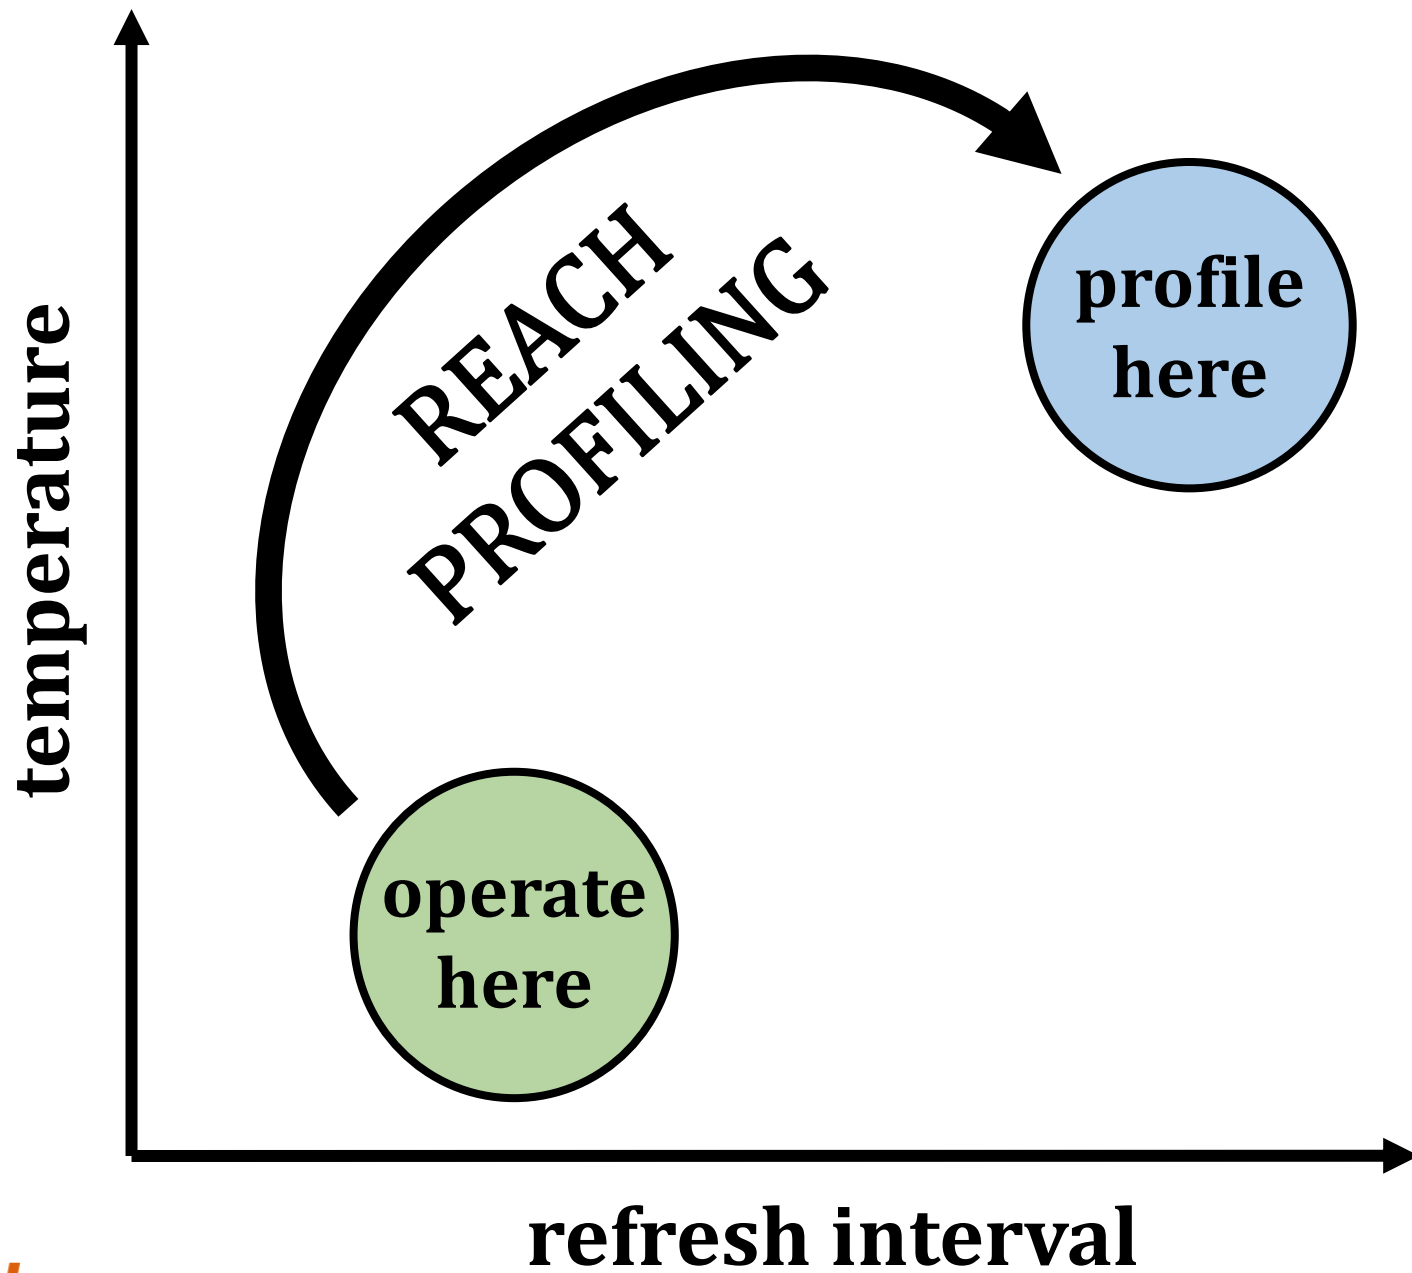 temperature
REACH
PROFILING
profile
here
operate
here
refresh interval